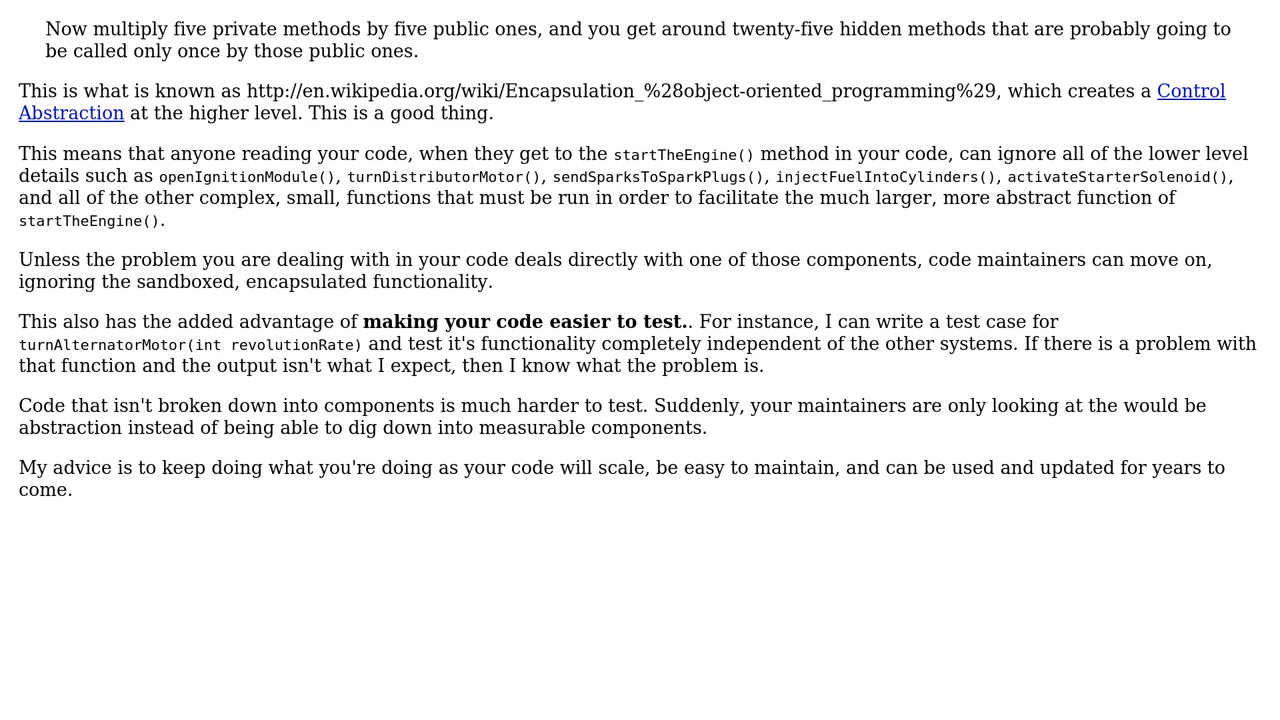 Now multiply five private methods by five public ones, and you get around twenty-five hidden methods that are probably going to
be called only once by those public ones.
This is what is known as http://en.wikipedia.org/wiki/Encapsulation_%28object-oriented_programming%29, which creates a Control
Abstraction at the higher level. This is a good thing.
This means that anyone reading your code, when they get to the startTheEngine() method in your code, can ignore all of the lower level
details such as openIgnitionModule(), turnDistributorMotor(), sendSparksToSparkPlugs(), injectFuelIntoCylinders(), activateStarterSolenoid(),
and all of the other complex, small, functions that must be run in order to facilitate the much larger, more abstract function of
startTheEngine().
Unless the problem you are dealing with in your code deals directly with one of those components, code maintainers can move on,
ignoring the sandboxed, encapsulated functionality.
This also has the added advantage of making your code easier to test.. For instance, I can write a test case for
turnAlternatorMotor(int revolutionRate) and test it's functionality completely independent of the other systems. If there is a problem with
that function and the output isn't what I expect, then I know what the problem is.
Code that isn't broken down into components is much harder to test. Suddenly, your maintainers are only looking at the would be
abstraction instead of being able to dig down into measurable components.
My advice is to keep doing what you're doing as your code will scale, be easy to maintain, and can be used and updated for years to
come.